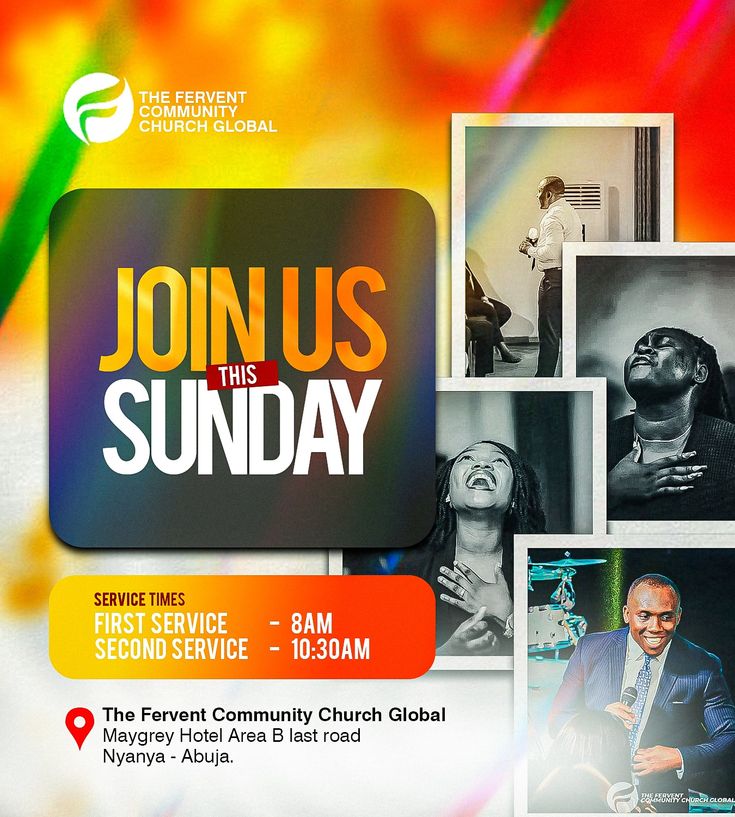 THE FERVENT
COMMUNITY
CHURCH GLOBAL
JOIN US
THIS
SUNDAY
SERVICE TIMES
FIRST SERVICE - 8AM
SECOND SERVICE - 10:30AM
The Fervent Community Church Global
Maygrey Hotel Area B last road
Nyanya - Abuja.
THE FERVENT
COMMUNITY CHURCH GLOBAL